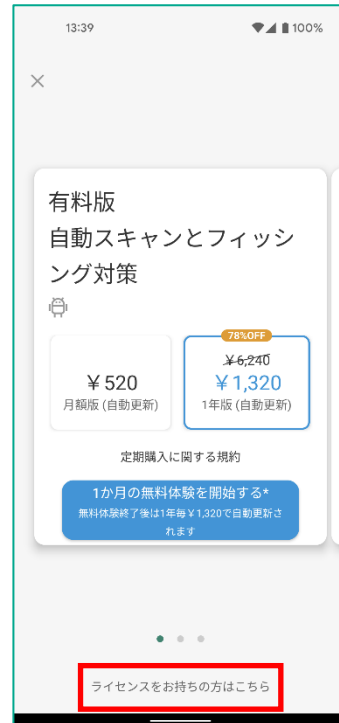 13:39
100%
有料版
自動スキャンとフィッシ
ング対策
78%OFF
￥6,240
￥520
￥1,320
月額版 (自動更新)
1年版 (自動更新)
定期購入に関する規約
1か月の無料体験を開始する*
無料体験終了後は1年毎￥1,320で自動更新さ
れます
ライセンスをお持ちの方はこちら